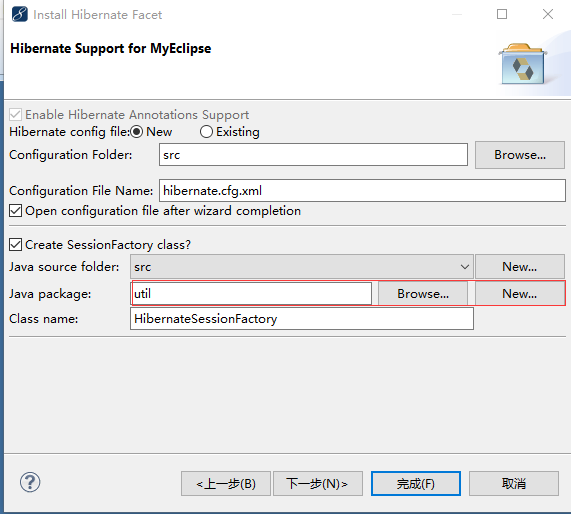 Install Hibernate Facet
Hibernate Support for MyEclipse
Enable Hibernate Annotations Support
Hibernate config file: New Existing
Configuration Folder: src Browse...
Configuration File Name: hibernate.cfg.xml
Open configuration file after wizard completion
Create SessionFactory class?
Java source folder: src New...
Java package: util Browse... New...
Class name: HibernateSessionFactory
? <上一步(B) 下一步(N)> 完成(F) 取消